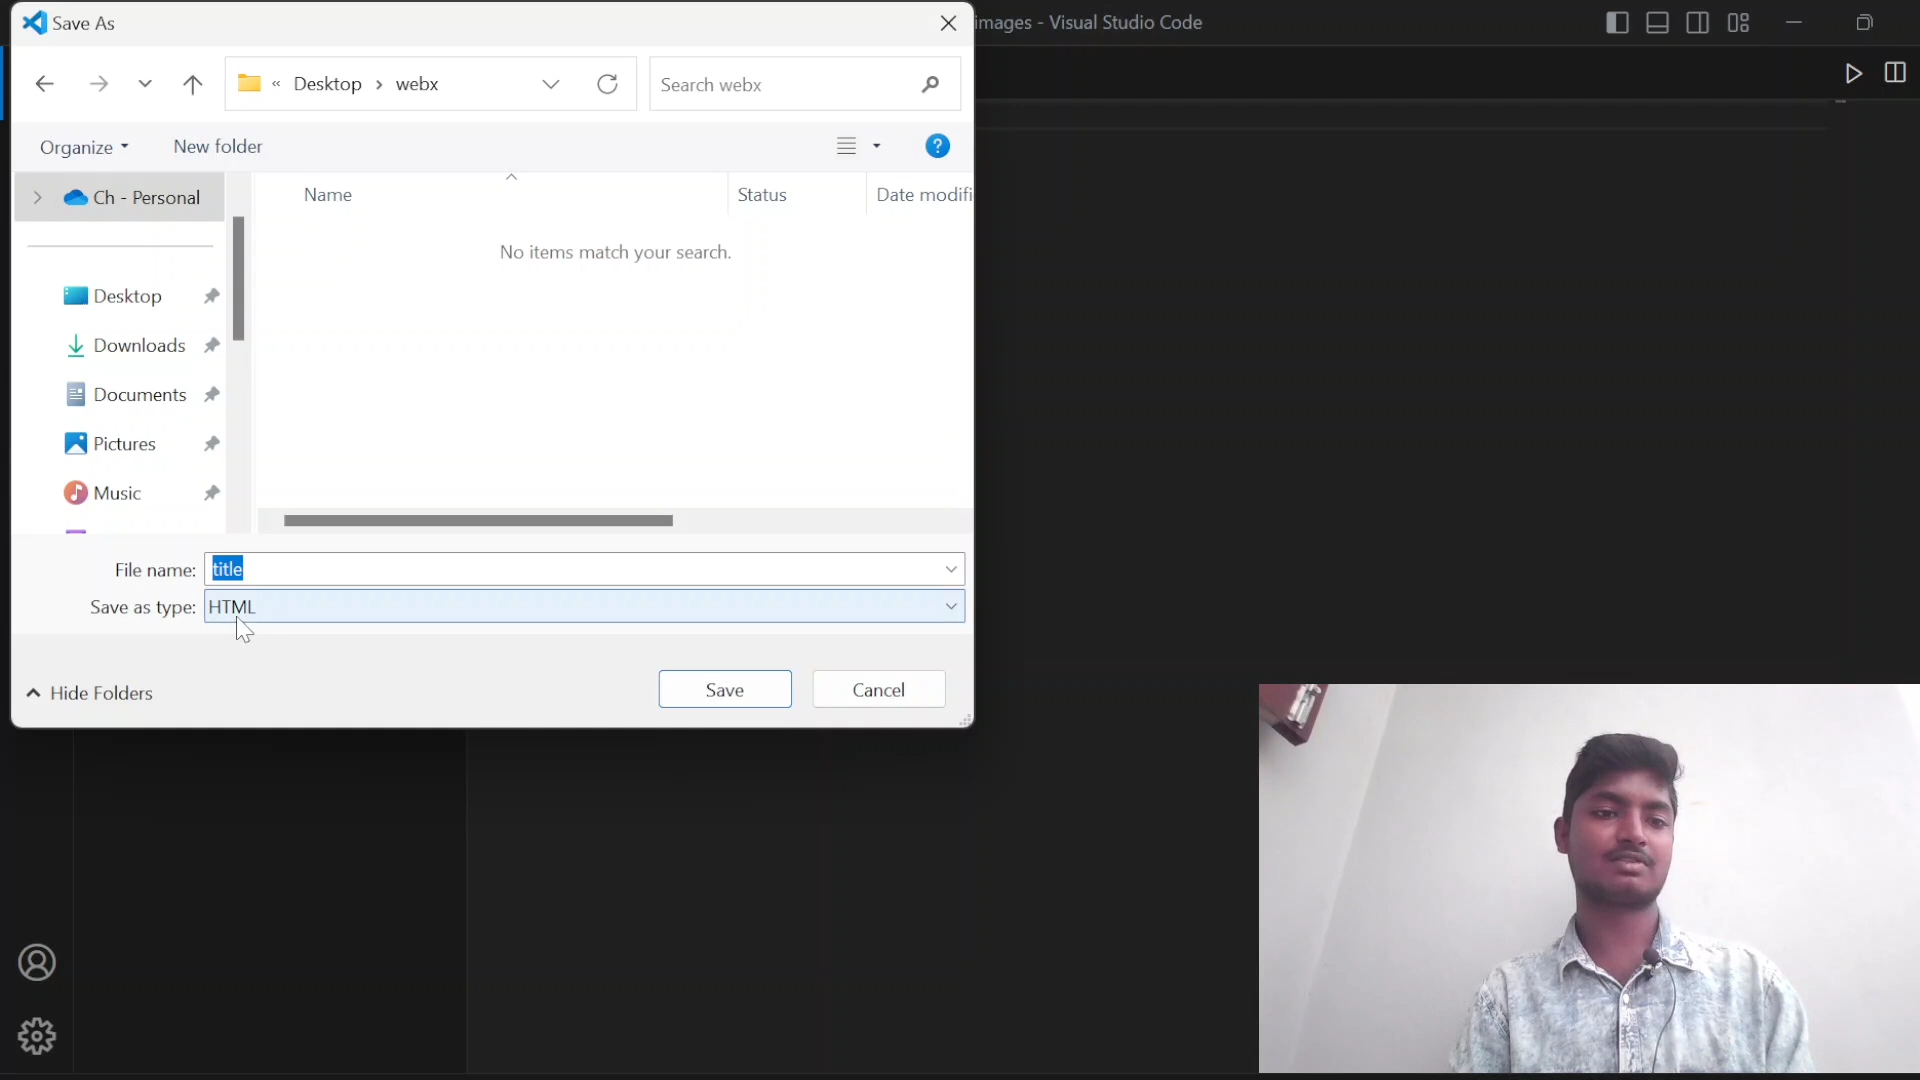 Save As
images - Visual Studio Code
« Desktop › webx
Search webx
Organize
New folder
?
Ch - Personal
Name
Status
Date modifi
No items match your search.
Desktop
Downloads
Documents
Pictures
Music
File name: title
Save as type: HTML
Hide Folders
Save
Cancel